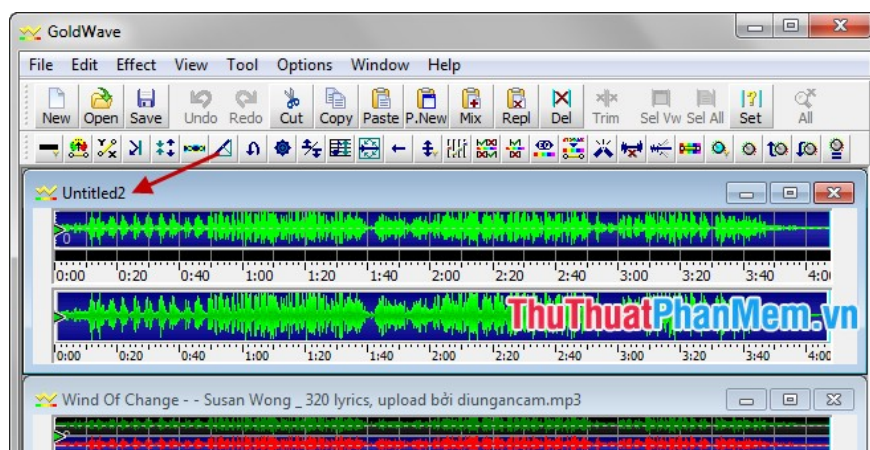 GoldWave
File Edit Effect View Tool Options Window Help
New Open Save Undo Redo Cut Copy Paste P.New Mix Repl Del Trim Sel Vw Sel All Set All
Untitled2
0
0:00 0:20 0:40 1:00 1:20 1:40 2:00 2:20 2:40 3:00 3:20 3:40 4:00
ThuThuatPhanMem.vn
0:00 0:20 0:40 1:00 1:20 1:40 2:00 2:20 2:40 3:00 3:20 3:40 4:00
Wind Of Change - - Susan Wong _ 320 lyrics, upload bởi diungancam.mp3